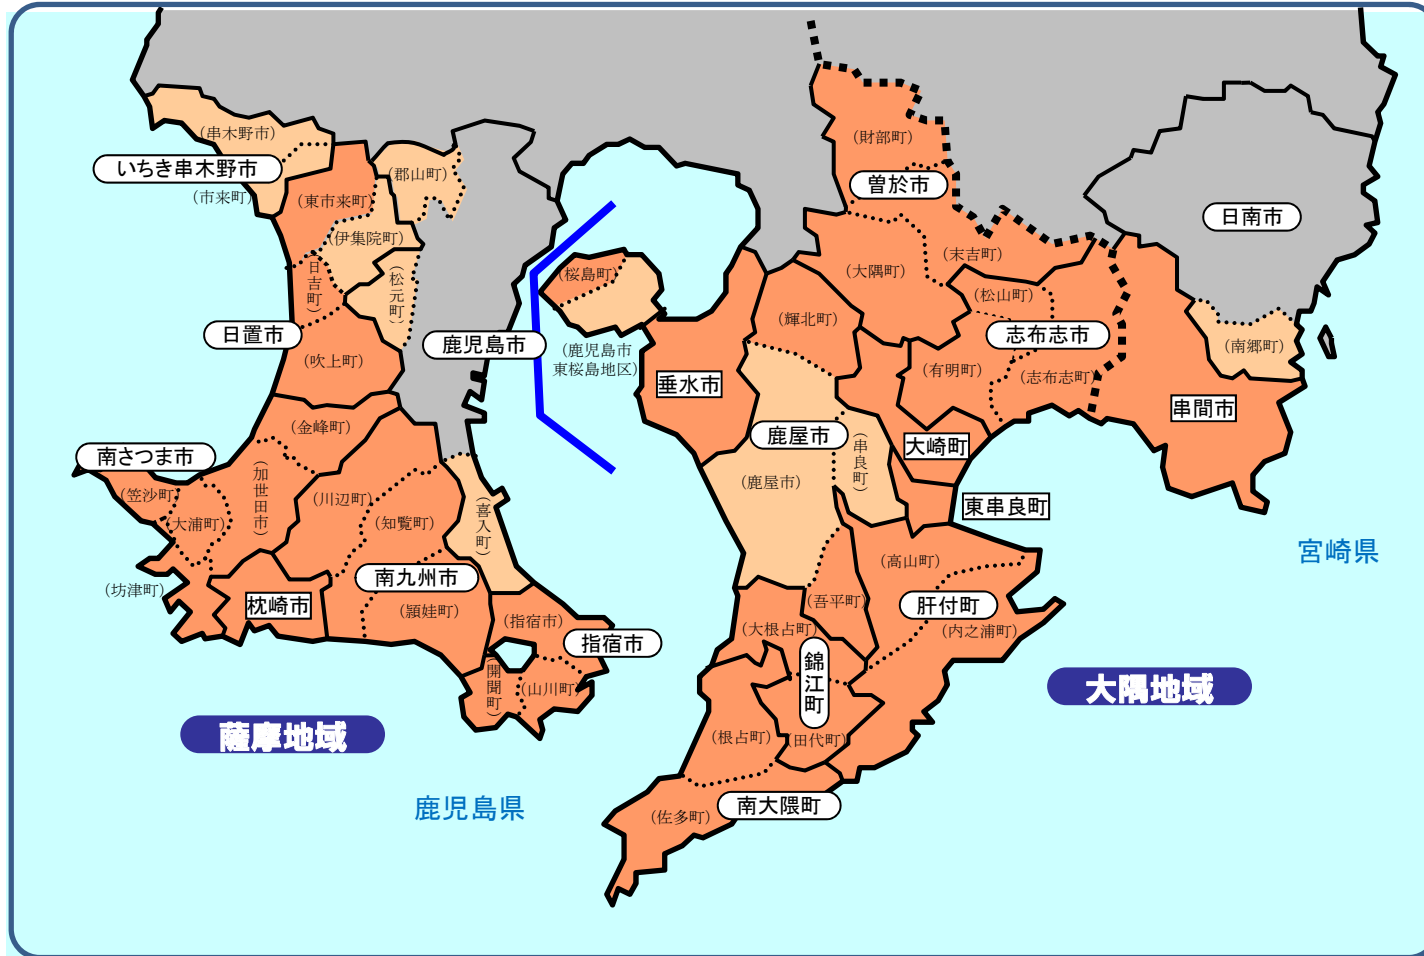 (串木野市)
いちき串木野市
(市来町)
(郡山町)
(東市来町)
(伊集院町)
(日吉町)
(松元町)
日置市
(吹上町)
鹿児島市
(桜島町)
(鹿児島市
東桜島地区)
(財部町)
曽於市
(末吉町)
(大隅町)
(松山町)
志布志市
(有明町)
(志布志町)
(輝北町)
垂水市
鹿屋市
(鹿屋市)
(串良町)
大崎町
東串良町
日南市
(南郷町)
串間市
宮崎県
(金峰町)
南さつま市
(加世田市)
(笠沙町)
(大浦町)
(坊津町)
(川辺町)
(知覧町)
(喜入町)
南九州市
枕崎市
(頴娃町)
(指宿市)
指宿市
(開聞町)
(山川町)
(高山町)
(吾平町)
肝付町
(内之浦町)
(大根占町)
錦江町
(田代町)
(根占町)
南大隈町
(佐多町)
大隅地域
薩摩地域
鹿児島県